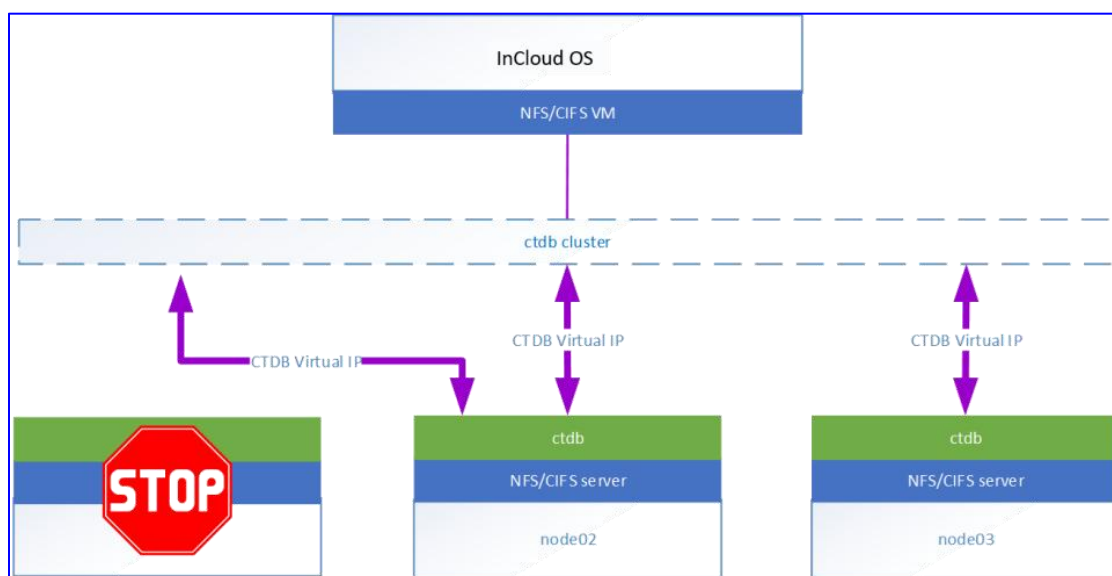 InCloud OS
NFS/CIFS VM
ctdb cluster
CTDB Virtual IP
CTDB Virtual IP
CTDB Virtual IP
STOP
ctdb
NFS/CIFS server
node02
ctdb
NFS/CIFS server
node03